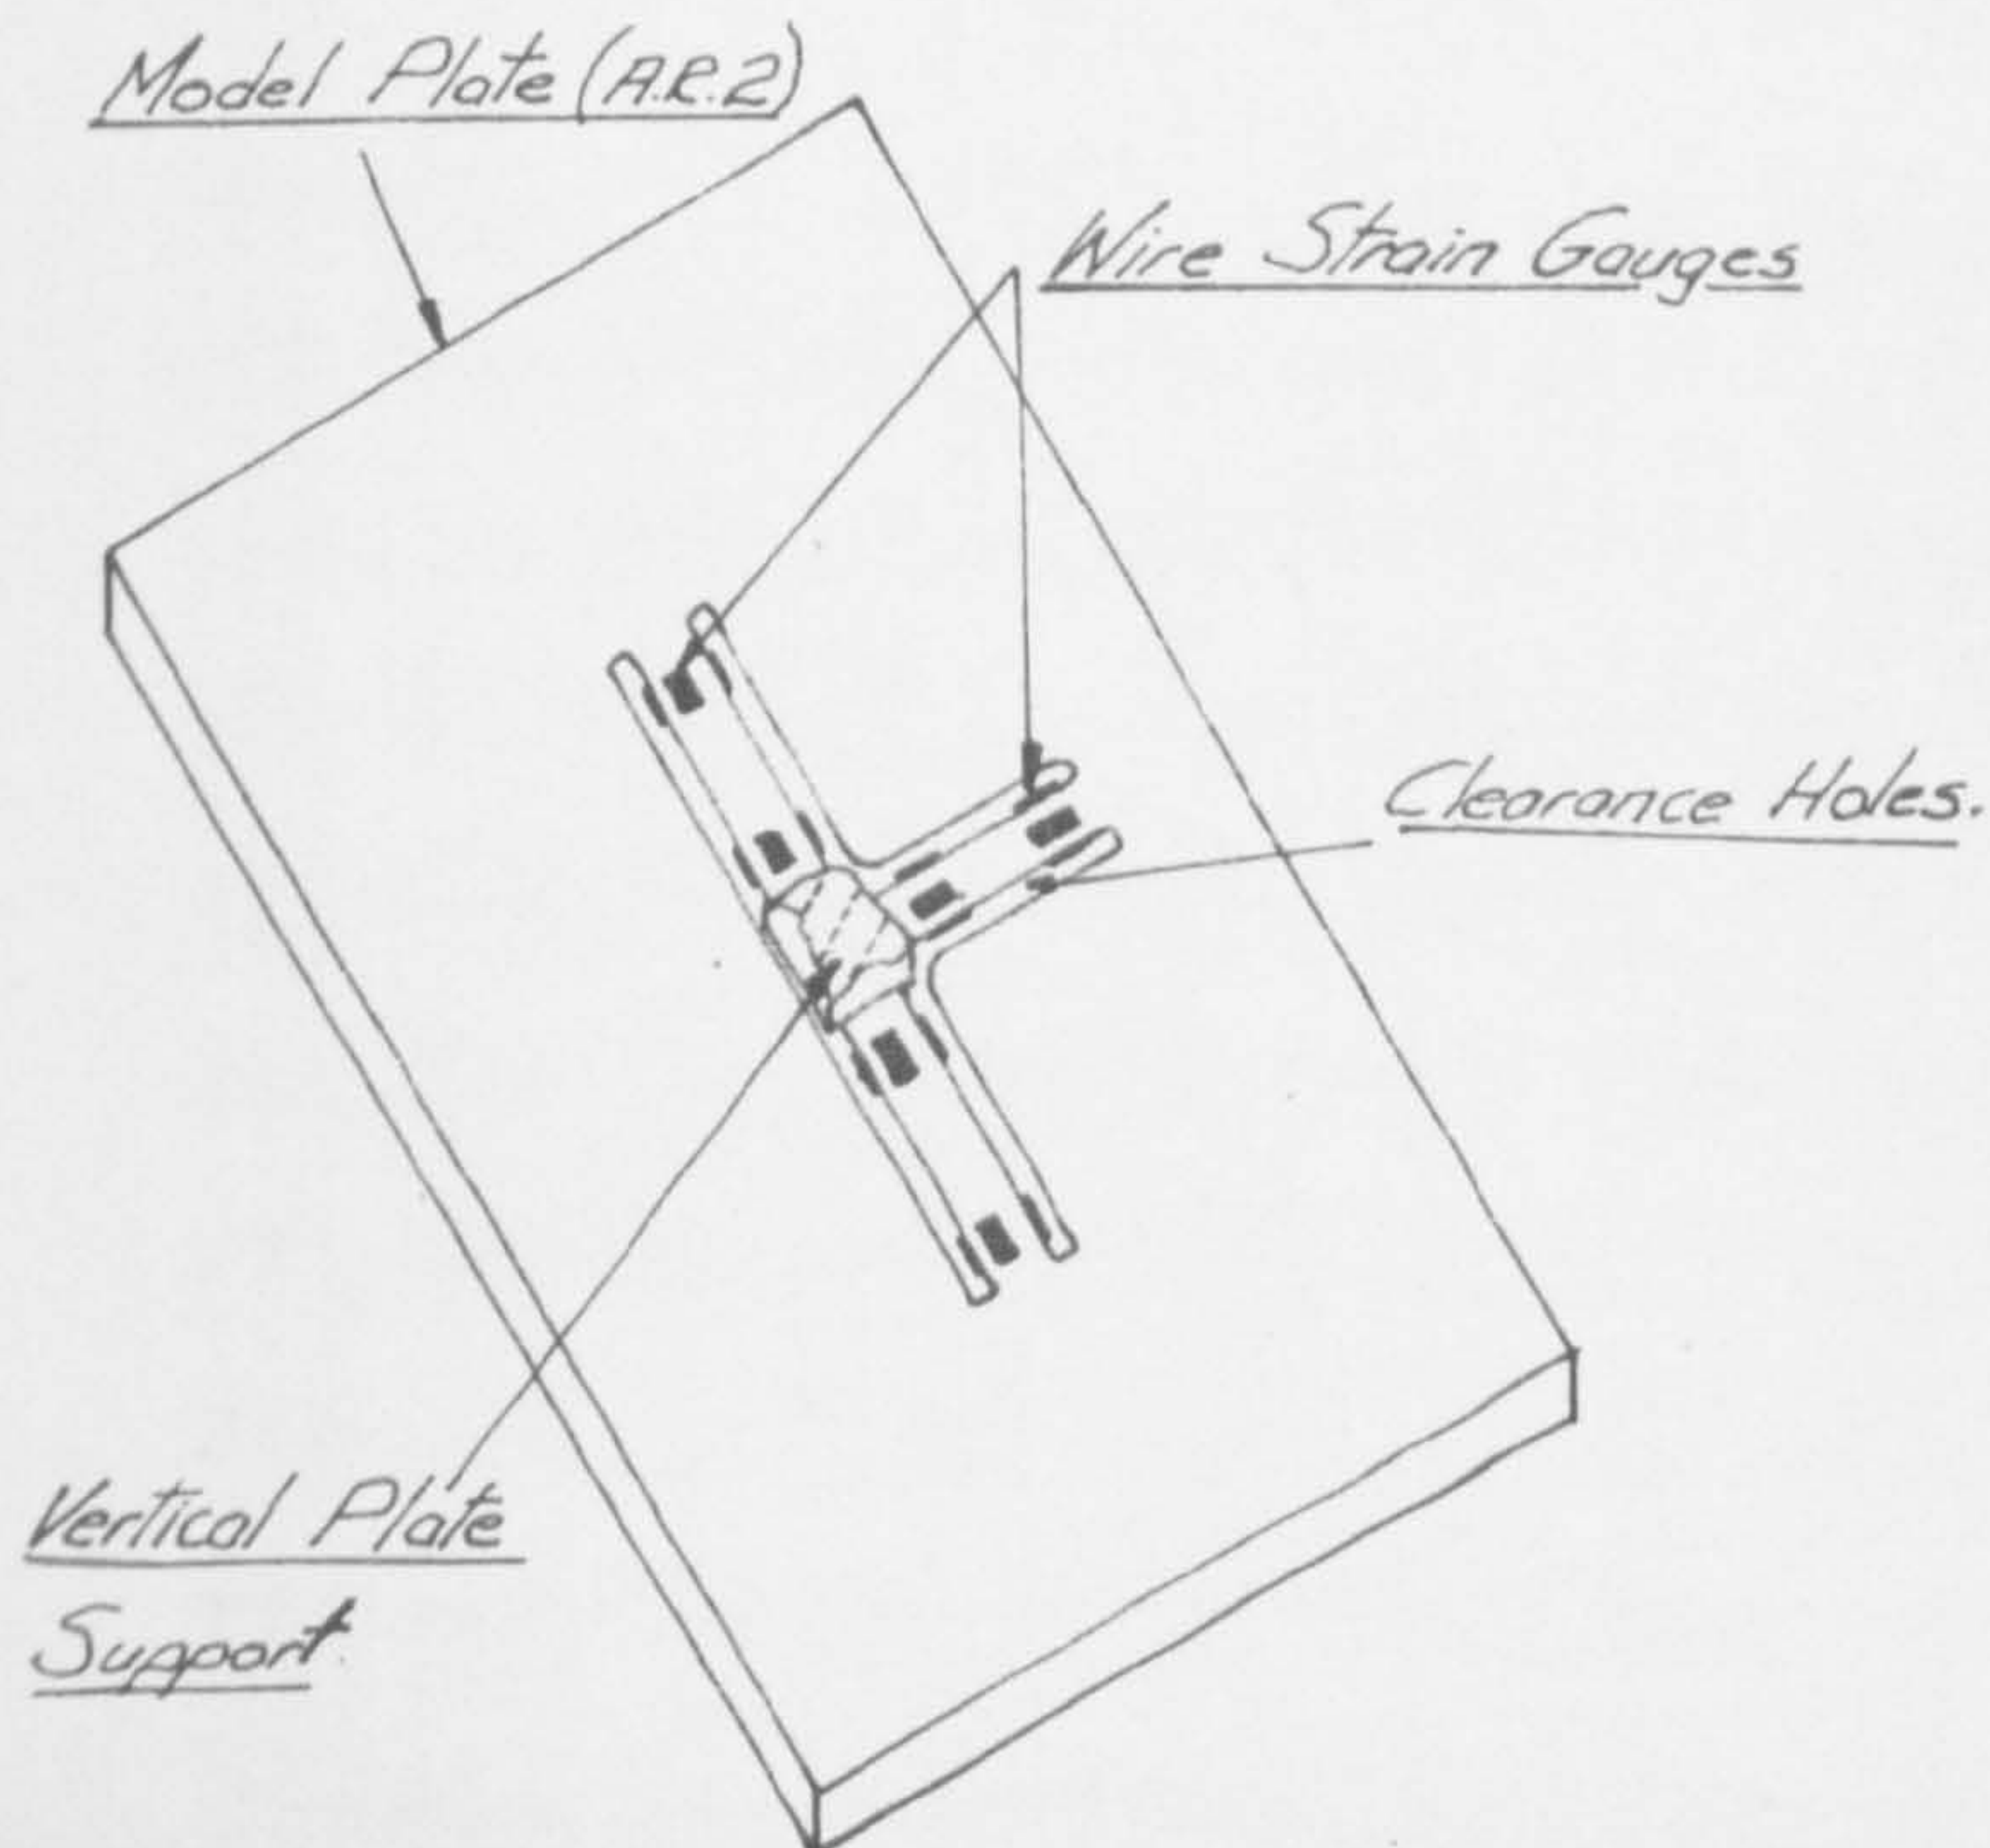 Model Plate (A.R.2)
Wire Strain Gauges
Clearance Holes.
Vertical Plate
Support.